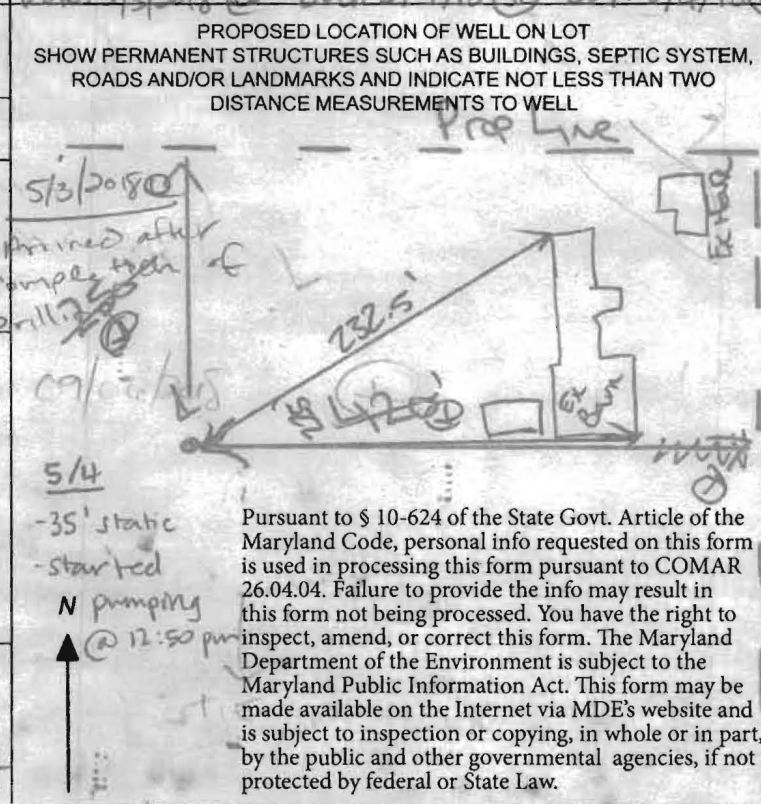 PROPOSED LOCATION OF WELL ON LOT
SHOW PERMANENT STRUCTURES SUCH AS BUILDINGS, SEPTIC SYSTEM,
ROADS AND/OR LANDMARKS AND INDICATE NOT LESS THAN TWO
DISTANCE MEASUREMENTS TO WELL
Prop Line
5/3/2018
after
of
232.5'
Ex
5/4
-35' static
-started
pumping
@ 12:50 pm
N
Pursuant to § 10-624 of the State Govt. Article of the
Maryland Code, personal info requested on this form
is used in processing this form pursuant to COMAR
26.04.04. Failure to provide the info may result in
this form not being processed. You have the right to
inspect, amend, or correct this form. The Maryland
Department of the Environment is subject to the
Maryland Public Information Act. This form may be
made available on the Internet via MDE's website and
is subject to inspection or copying, in whole or in part,
by the public and other governmental agencies, if not
protected by federal or State Law.